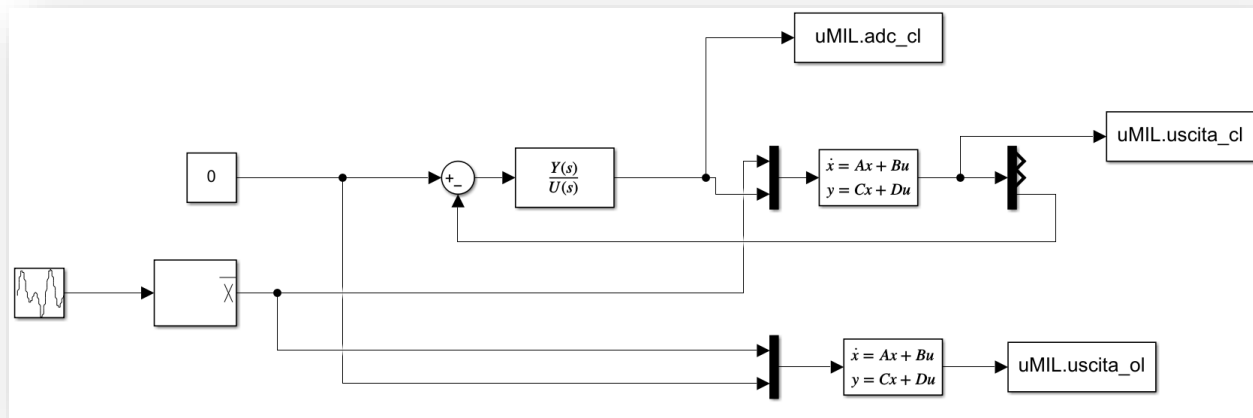 uMIL.adc_cl
uMIL.uscita_cl
0
+
−
Y(s)
U(s)
ẋ = Ax + Bu
y = Cx + Du
X̅
ẋ = Ax + Bu
y = Cx + Du
uMIL.uscita_ol